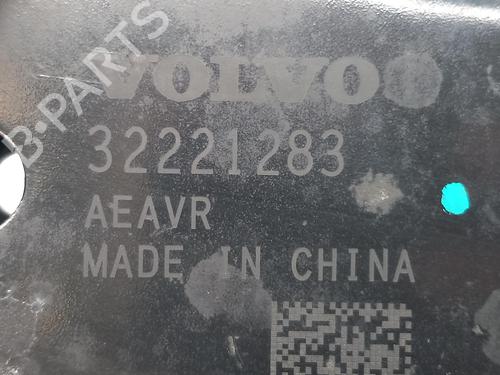 B-PARTS
VOLVO
32221283
AEAVR
MADE IN CHINA